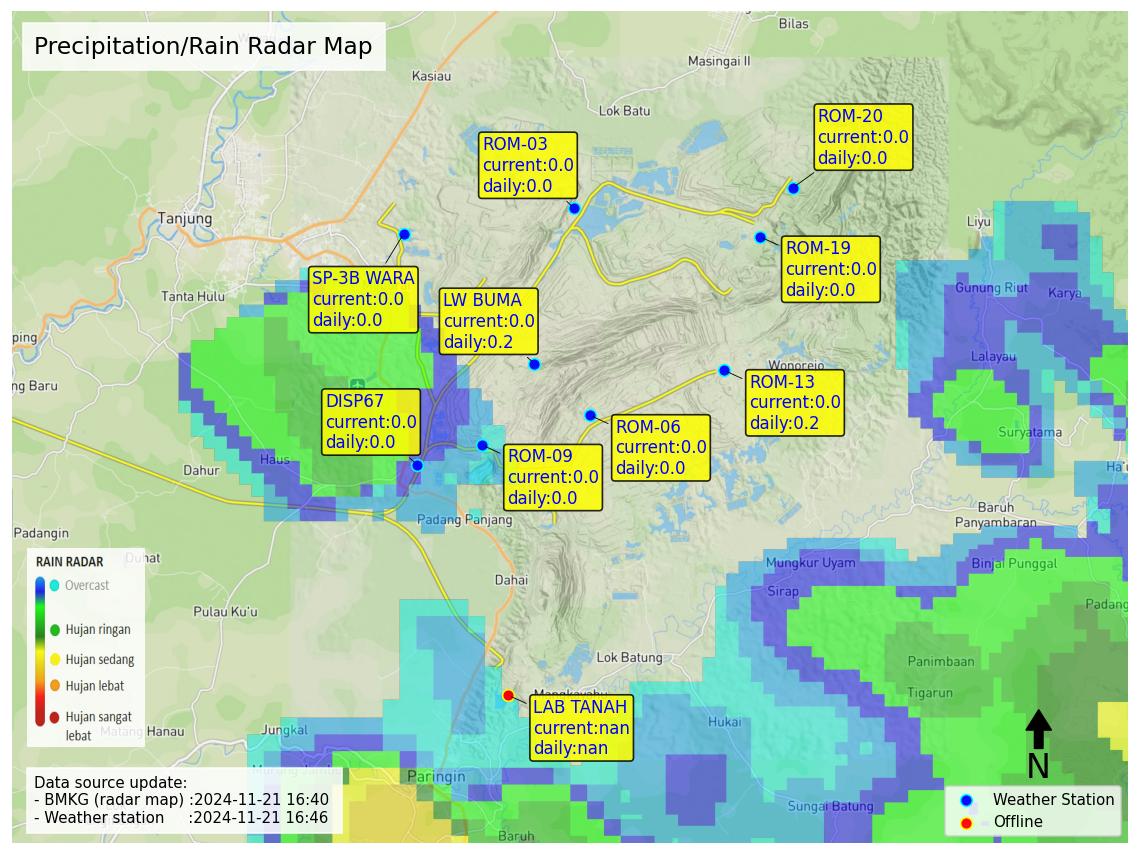 Precipitation/Rain Radar Map
Bilas
Masingai II
Kasiau
Lok Batu
ROM-20
current:0.0
daily:0.0
ROM-03
current:0.0
daily:0.0
Tanjung
Liyu
ROM-19
current:0.0
daily:0.0
SP-3B WARA
current:0.0
daily:0.0
Tanta Hulu
LW BUMA
current:0.0
daily:0.2
Gunung Riut
Karya
ping
Lalayau
Wonorejo
ng Baru
ROM-13
current:0.0
daily:0.2
DISP67
current:0.0
daily:0.0
ROM-06
current:0.0
daily:0.0
Suryatama
ROM-09
current:0.0
daily:0.0
Haus
Dahur
Ha'u
Baruh
Panyambaran
Padang Panjang
Padangin
Duhat
Mungkur Uyam
Binjai Punggal
Dahai
Sirap
Padang
Pulau Ku'u
RAIN RADAR
Overcast
Hujan ringan
Hujan sedang
Hujan lebat
Hujan sangat
lebat
Lok Batung
Panimbaan
Tigarun
Mangkayahu
LAB TANAH
current:nan
daily:nan
Hukai
Matang Hanau
Jungkal
Murung Jambu
Paringin
Sungai Batung
Baruh
N
Data source update:
- BMKG (radar map) :2024-11-21 16:40
- Weather station :2024-11-21 16:46
Weather Station
Offline